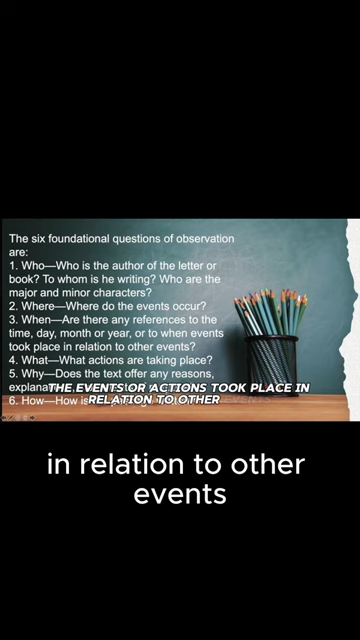 The six foundational questions of observation
are:
1. Who—Who is the author of the letter or
book? To whom is he writing? Who are the
major and minor characters?
2. Where—Where do the events occur?
3. When—Are there any references to the
time, day, month or year, or to when events
took place in relation to other events?
4. What—What actions are taking place?
5. Why—Does the text offer any reasons,
THE EVENTS OR ACTIONS TOOK PLACE IN
RELATION TO OTHER EVENTS
6. How—How is
in relation to other
events